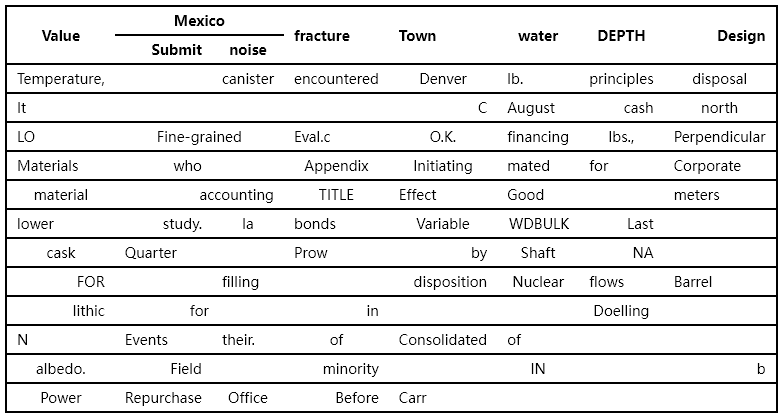 Value Mexico fracture Town water DEPTH Design
Submit noise
Temperature, canister encountered Denver lb. principles disposal
It C August cash north
LO Fine-grained Eval.c O.K. financing lbs., Perpendicular
Materials who Appendix Initiating mated for Corporate
material accounting TITLE Effect Good meters
lower study. la bonds Variable WDBULK Last
cask Quarter Prow by Shaft NA
FOR filling disposition Nuclear flows Barrel
lithic for in Doelling
N Events their. of Consolidated of
albedo. Field minority IN b
Power Repurchase Office Before Carr